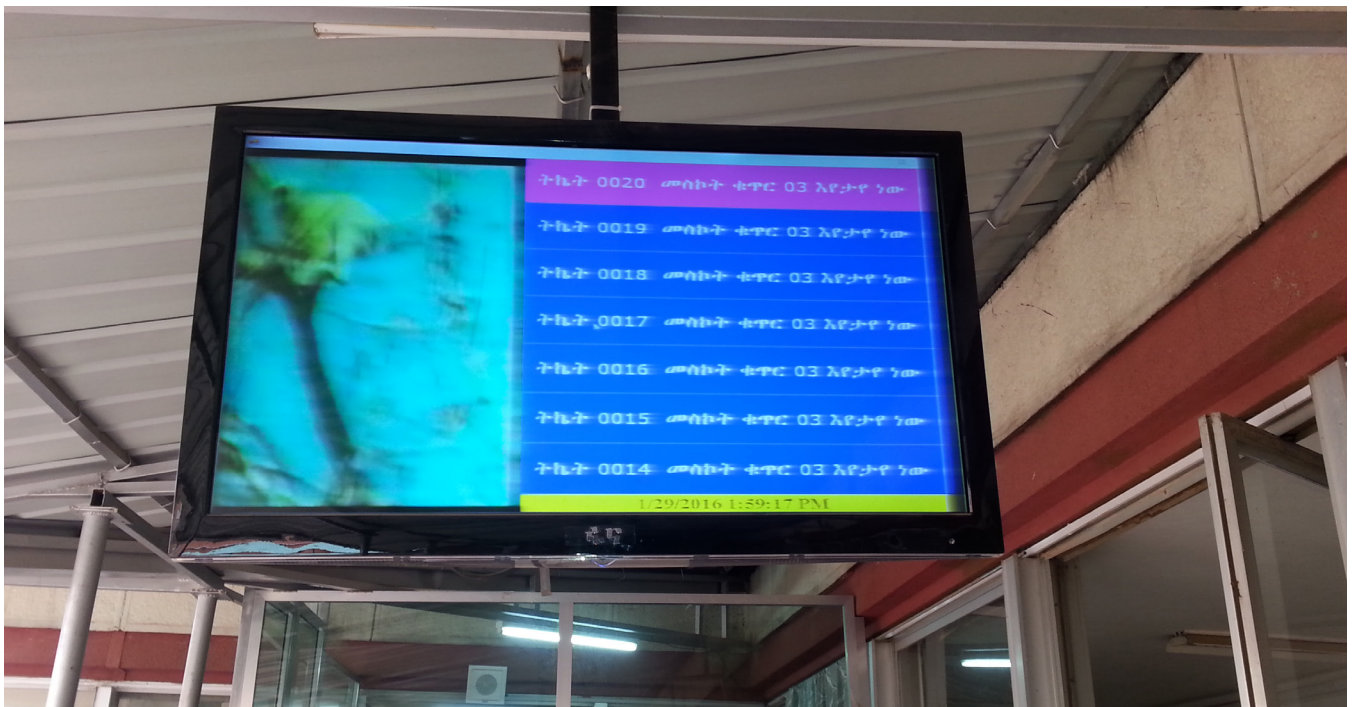 ትኬት 0020 መስኮት ቁጥር 03 እየታየ ነው
ትኬት 0019 መስኮት ቁጥር 03 እየታየ ነው
ትኬት 0018 መስኮት ቁጥር 03 እየታየ ነው
ትኬት 0017 መስኮት ቁጥር 03 እየታየ ነው
ትኬት 0016 መስኮት ቁጥር 03 እየታየ ነው
ትኬት 0015 መስኮት ቁጥር 03 እየታየ ነው
ትኬት 0014 መስኮት ቁጥር 03 እየታየ ነው
1/29/2016 1:59:17 PM